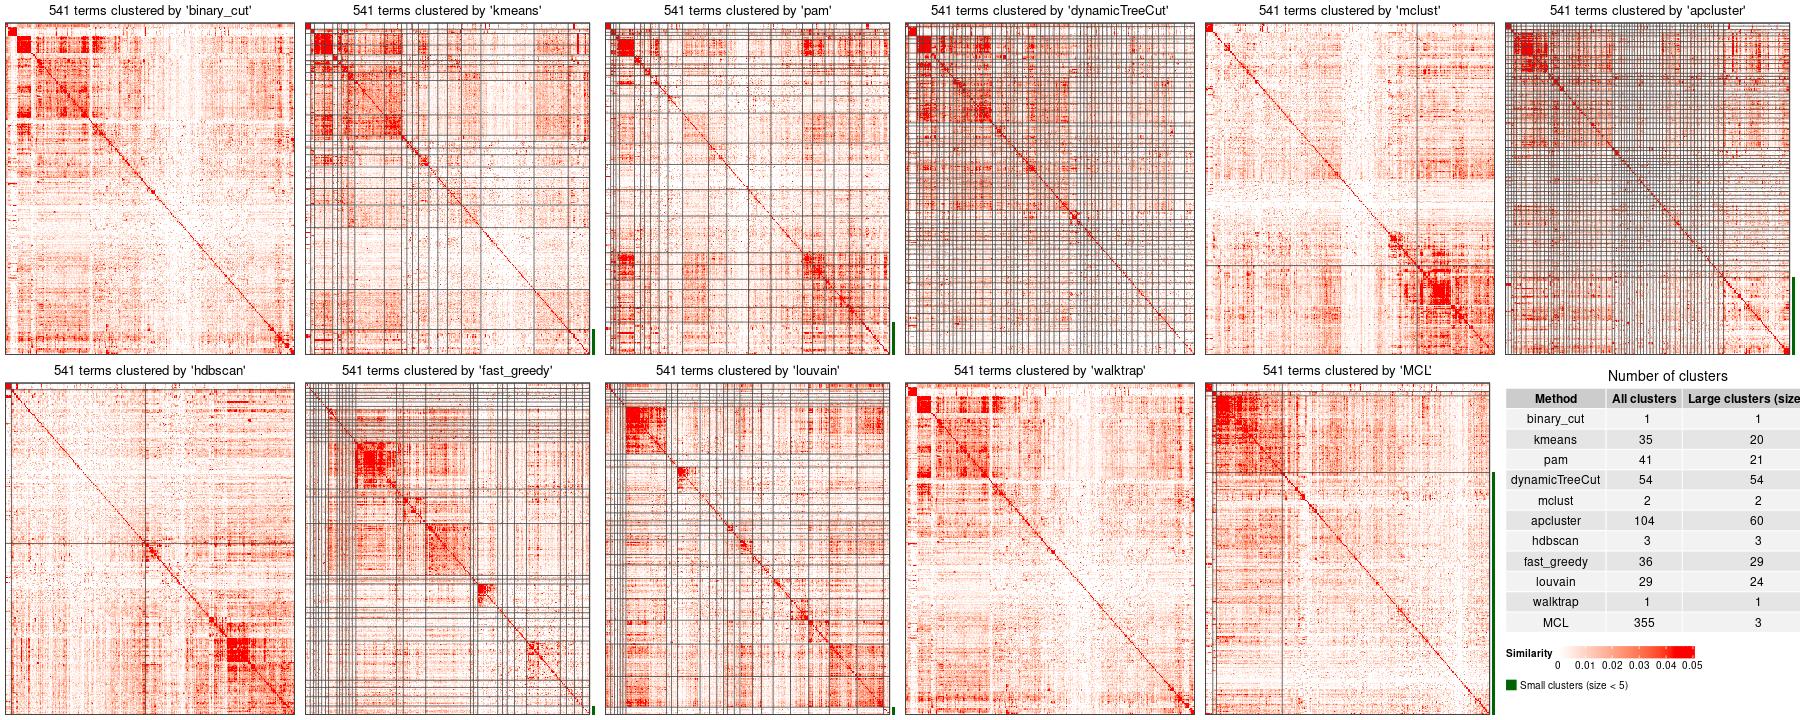 541 terms clustered by 'binary_cut'
541 terms clustered by 'kmeans'
541 terms clustered by 'pam'
541 terms clustered by 'dynamicTreeCut'
541 terms clustered by 'mclust'
541 terms clustered by 'apcluster'
541 terms clustered by 'hdbscan'
541 terms clustered by 'fast_greedy'
541 terms clustered by 'louvain'
541 terms clustered by 'walktrap'
541 terms clustered by 'MCL'
Number of clusters
Method All clusters Large clusters (size
binary_cut 1 1
kmeans 35 20
pam 41 21
dynamicTreeCut 54 54
mclust 2 2
apcluster 104 60
hdbscan 3 3
fast_greedy 36 29
louvain 29 24
walktrap 1 1
MCL 355 3
Similarity
0 0.01 0.02 0.03 0.04 0.05
Small clusters (size < 5)